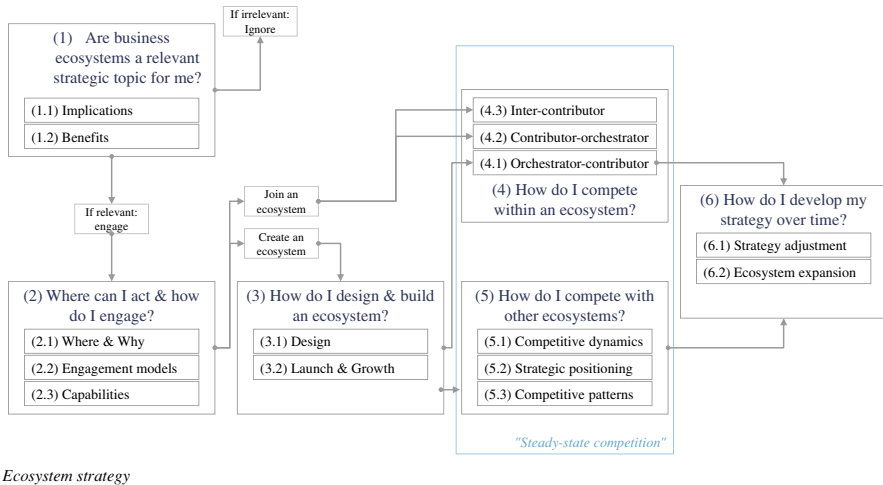 If irrelevant:
Ignore
(1) Are business
ecosystems a relevant
strategic topic for me?
(1.1) Implications
(1.2) Benefits
If relevant:
engage
(2) Where can I act & how
do I engage?
(2.1) Where & Why
(2.2) Engagement models
(2.3) Capabilities
Join an
ecosystem
Create an
ecosystem
(3) How do I design & build
an ecosystem?
(3.1) Design
(3.2) Launch & Growth
(4.3) Inter-contributor
(4.2) Contributor-orchestrator
(4.1) Orchestrator-contributor
(4) How do I compete
within an ecosystem?
(5) How do I compete with
other ecosystems?
(5.1) Competitive dynamics
(5.2) Strategic positioning
(5.3) Competitive patterns
"Steady-state competition"
(6) How do I develop my
strategy over time?
(6.1) Strategy adjustment
(6.2) Ecosystem expansion
Ecosystem strategy